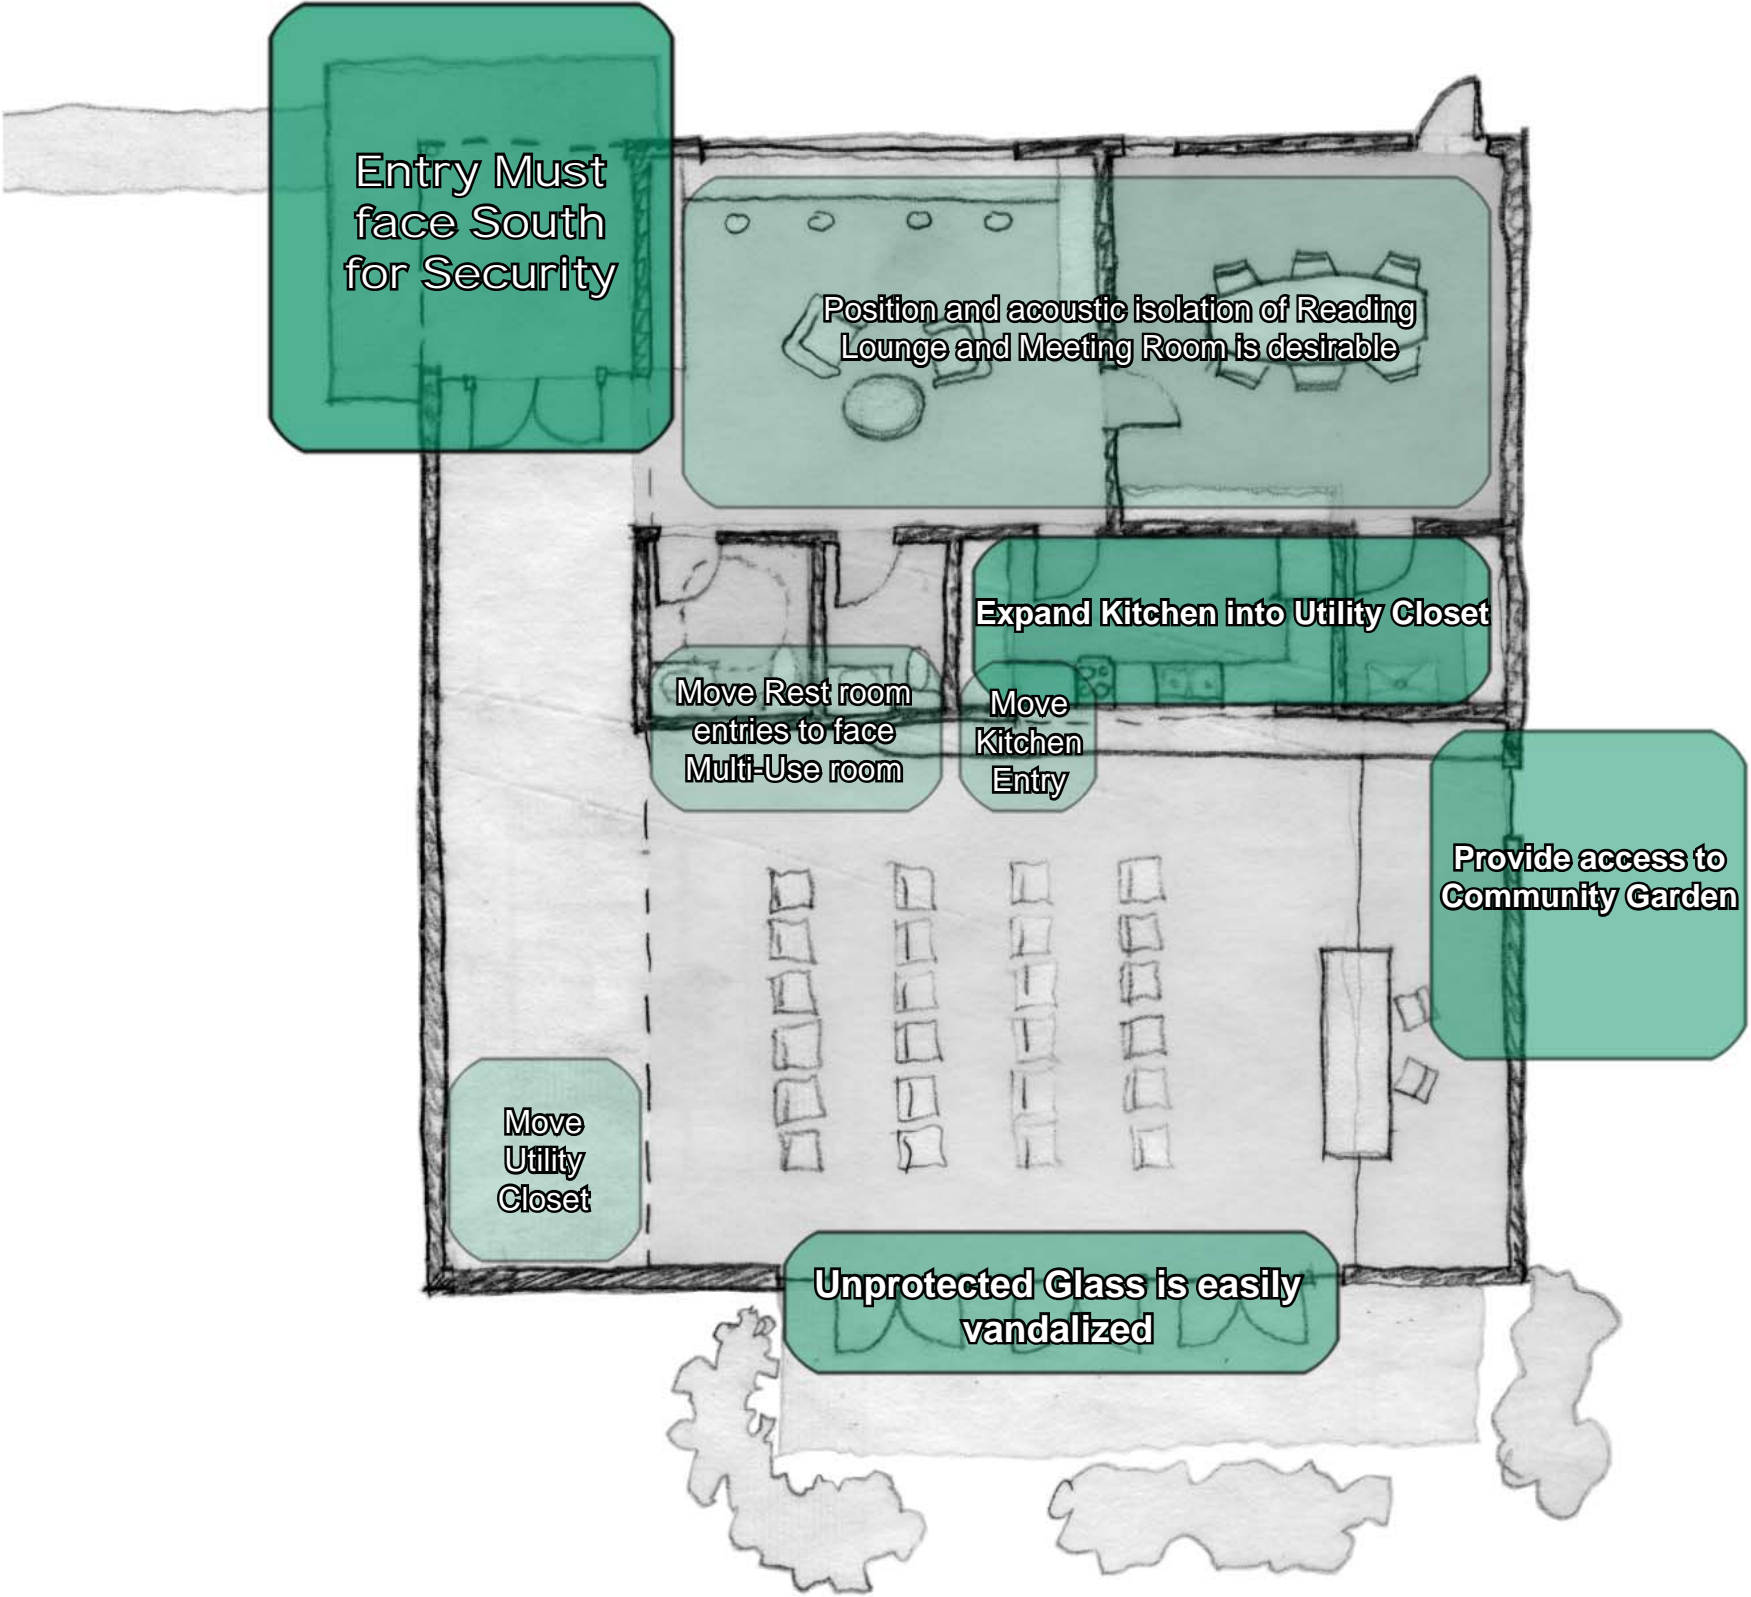 Entry Must
face South
for Security
Position and acoustic isolation of Reading
Lounge and Meeting Room is desirable
Expand Kitchen into Utility Closet
Move Rest room
entries to face
Multi-Use room
Move
Kitchen
Entry
Provide access to
Community Garden
Move
Utility
Closet
Unprotected Glass is easily
vandalized